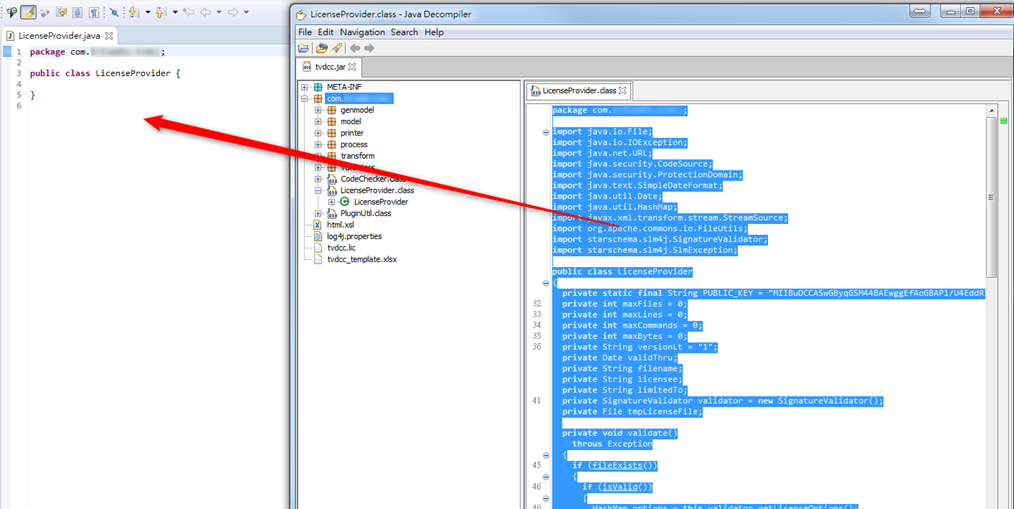 LicenseProvider.java
1 package com. ;
2
3 public class LicenseProvider {
4
5 }
6
LicenseProvider.class - Java Decompiler
File Edit Navigation Search Help
tvdcc.jar
META-INF
com.
genmodel
model
printer
process
transform
CodeChecker.class
LicenseProvider.class
LicenseProvider
PluginUtil.class
html.xsl
log4j.properties
tvdcc.lic
tvdcc_template.xlsx
LicenseProvider.class
package com. ;
import java.io.File;
import java.io.IOException;
import java.net.URL;
import java.security.CodeSource;
import java.security.ProtectionDomain;
import java.text.SimpleDateFormat;
import java.util.Date;
import java.util.HashMap;
import javax.xml.transform.stream.StreamSource;
import org.apache.commons.io.FileUtils;
import starschema.slm4j.SignatureValidator;
import starschema.slm4j.SlmException;
public class LicenseProvider
{
private static final String PUBLIC_KEY = "MIIBuDCCASwGByqGSM44BAEwggEfAoGBAP1/U4EddR
32 private int maxFiles = 0;
33 private int maxLines = 0;
34 private int maxCommands = 0;
35 private int maxBytes = 0;
36 private String versionLt = "1";
private Date validThru;
private String filename;
private String licensee;
private String limitedTo;
41 private SignatureValidator validator = new SignatureValidator();
private File tmpLicenseFile;
private void validate()
throws Exception
{
45 if (fileExists())
{
46 if (isValid())
{
48 HashMap options = this.validator.getLicenseOptions();